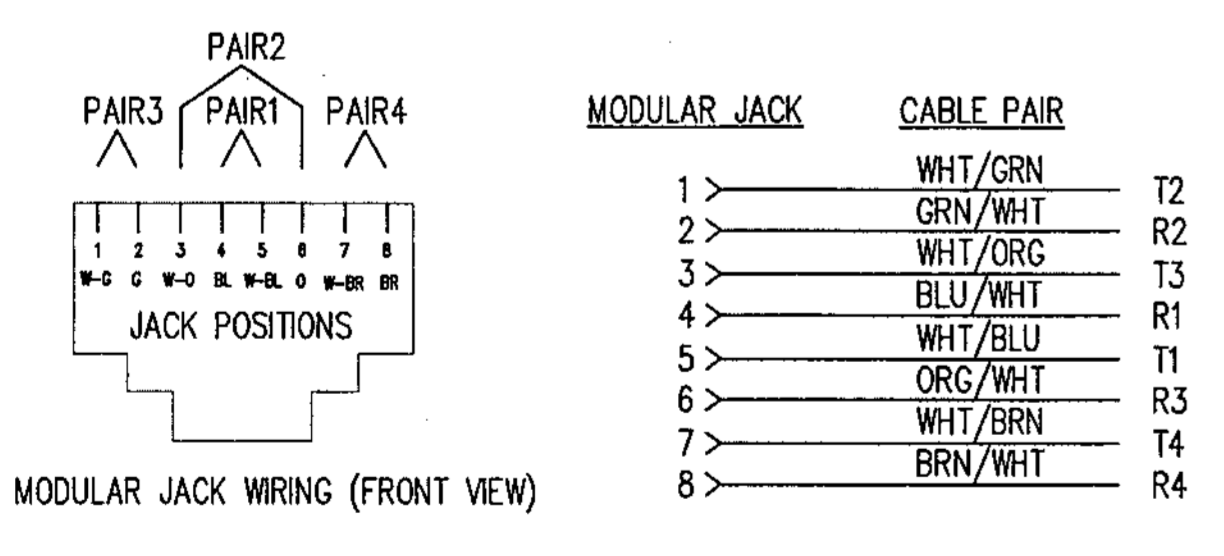 PAIR2
PAIR3 PAIR1 PAIR4
1 2 3 4 5 6 7 8
W-G G W-O BL W-BL O W-BR BR
JACK POSITIONS
MODULAR JACK WIRING (FRONT VIEW)
MODULAR JACK CABLE PAIR
1 WHT/GRN T2
2 GRN/WHT R2
3 WHT/ORG T3
4 BLU/WHT R1
5 WHT/BLU T1
6 ORG/WHT R3
7 WHT/BRN T4
8 BRN/WHT R4